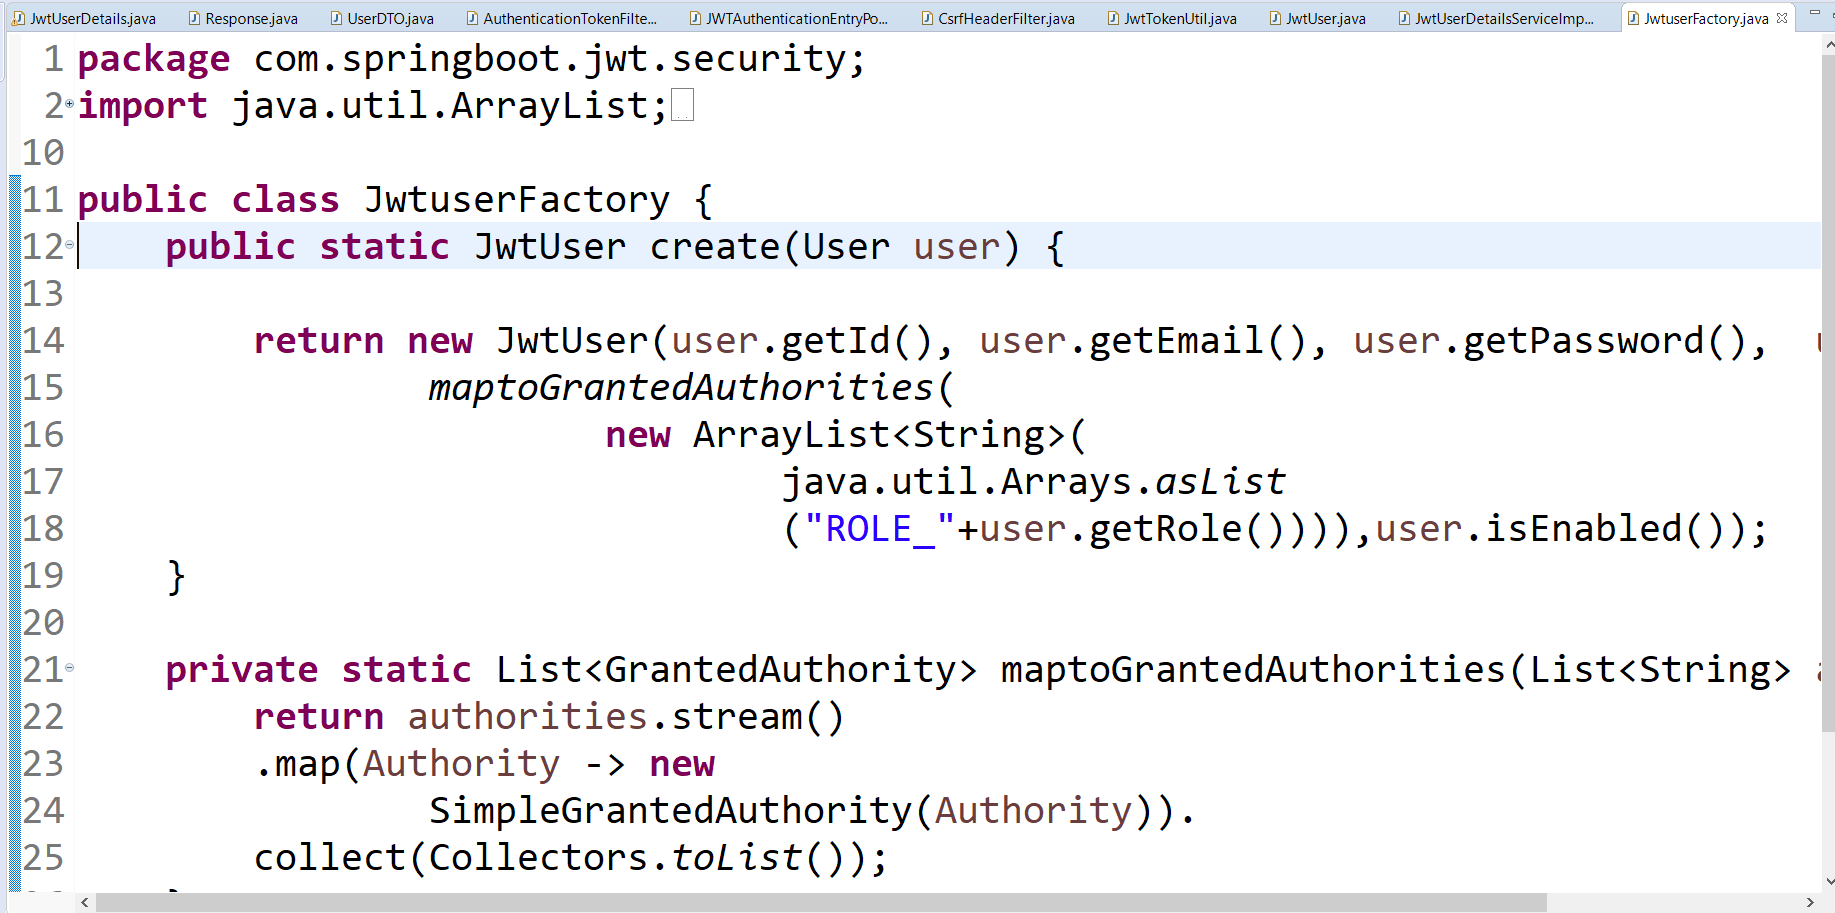 JwtUserDetails.java Response.java UserDTO.java AuthenticationTokenFilte... JWTAuthenticationEntryPo... CsrfHeaderFilter.java JwtTokenUtil.java JwtUser.java JwtUserDetailsServiceImp... JwtuserFactory.java
1 package com.springboot.jwt.security;
2 import java.util.ArrayList;
10
11 public class JwtuserFactory {
12 public static JwtUser create(User user) {
13
14 return new JwtUser(user.getId(), user.getEmail(), user.getPassword(),
15 maptoGrantedAuthorities(
16 new ArrayList<String>(
17 java.util.Arrays.asList
18 ("ROLE_"+user.getRole()))),user.isEnabled());
19 }
20
21 private static List<GrantedAuthority> maptoGrantedAuthorities(List<String>
22 return authorities.stream()
23 .map(Authority -> new
24 SimpleGrantedAuthority(Authority)).
25 collect(Collectors.toList());